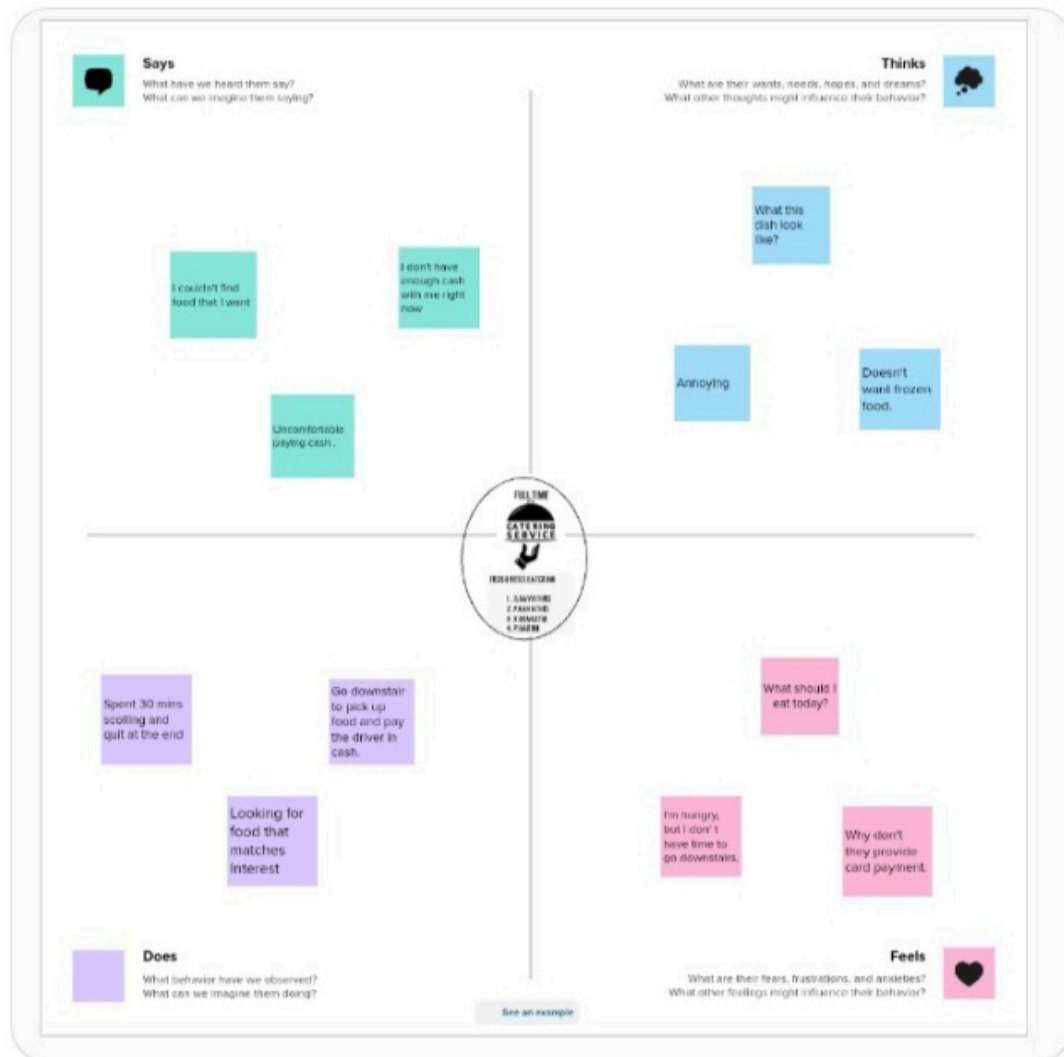 Says
What have we heard them say?
What can we imagine them saying?
Thinks
What are their wants, needs, hopes, and dreams?
What other thoughts might influence their behavior?
I couldn't find
food that I want
I don't have
enough cash
with me right
now
Uncomfortable
paying cash .
What this
dish look
like?
Annoying
Doesn't
want frozen
food.
FULL TIME
CATERING
SERVICE
Spent 30 mins
scolling and
quit at the end
Go downstair
to pick up
food and pay
the driver in
cash.
Looking for
food that
matches
Interest
What should I
eat today?
I'm hungry,
but I don't
have time to
go downstairs.
Why don't
they provide
card payment.
Does
What behavior have we observed?
What can we imagine them doing?
Feels
What are their fears, frustrations, and anxieties?
What other feelings might influence their behavior?
See an example